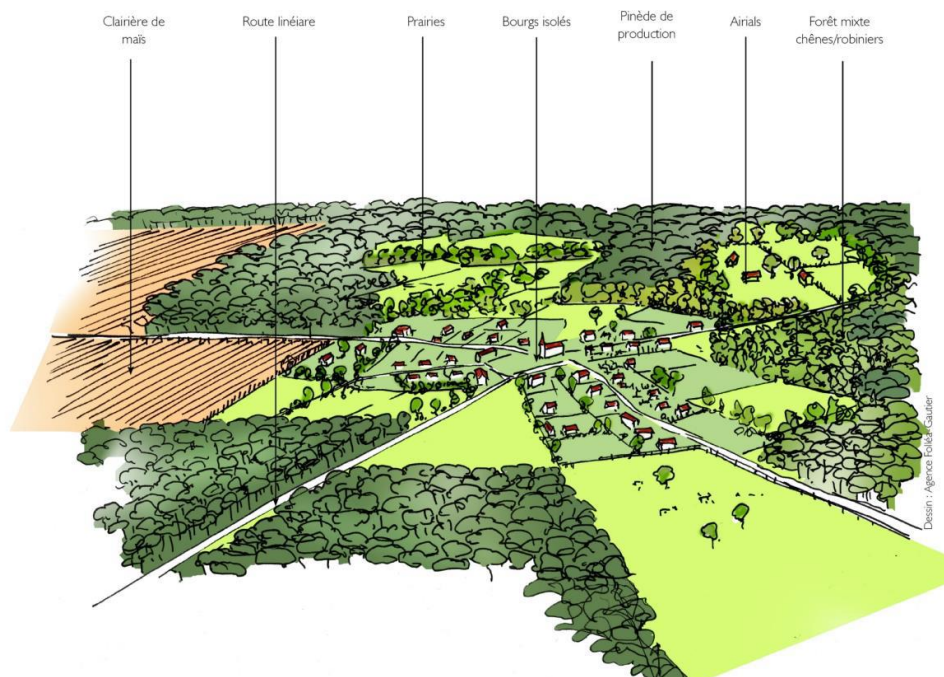 Clairière de
maïs
Route linéiare
Prairies
Bourgs isolés
Pinède de
production
Airials
Forêt mixte
chênes/robiniers
Dessin : Agence Folléa-Gautier